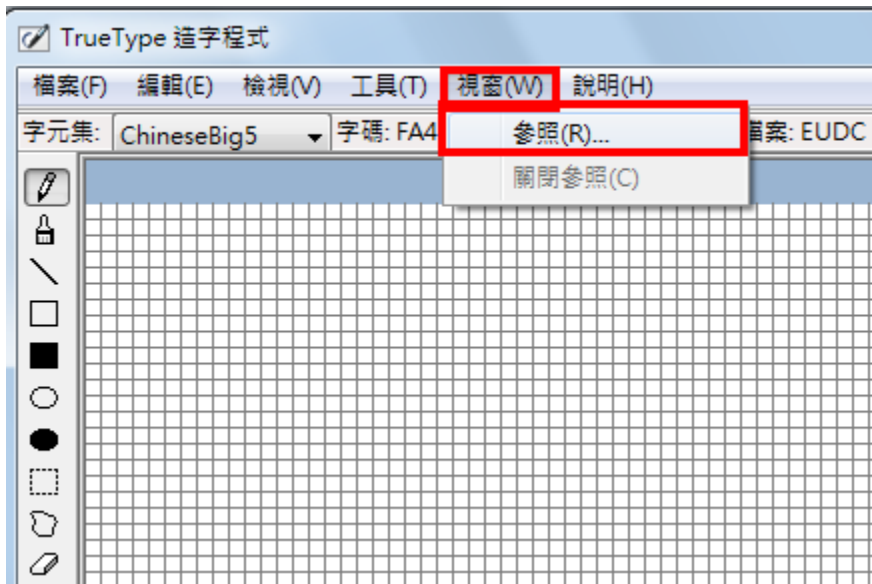 TrueType 造字程式
檔案(F) 編輯(E) 檢視(V) 工具(T) 視窗(W) 說明(H)
字元集: ChineseBig5 字碼: FA4 檔案: EUDC
參照(R)...
關閉參照(C)